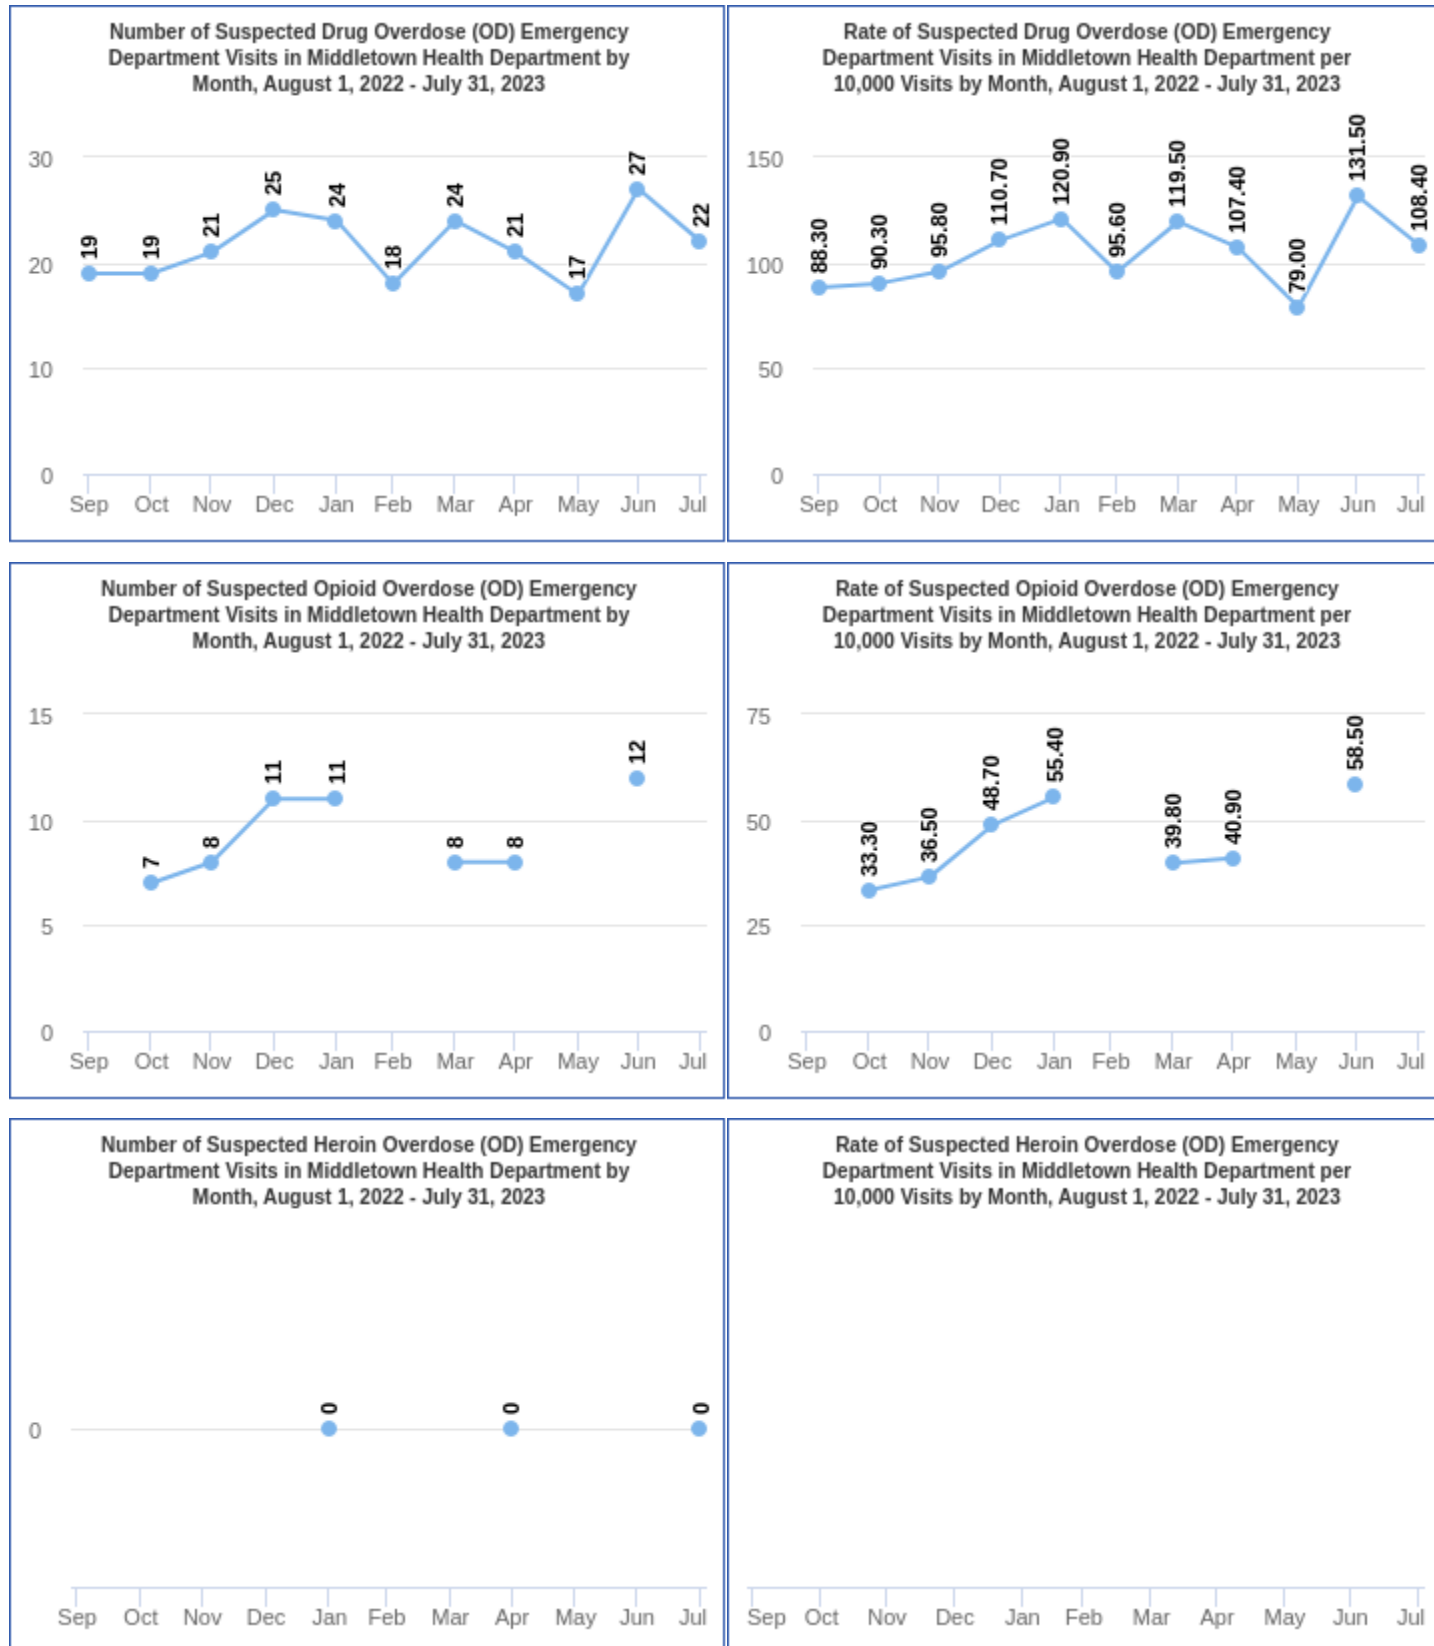 Number of Suspected Drug Overdose (OD) Emergency
Department Visits in Middletown Health Department by
Month, August 1, 2022 - July 31, 2023
30
20
10
0
19
19
21
25
24
18
24
21
17
27
22
Sep Oct Nov Dec Jan Feb Mar Apr May Jun Jul
Rate of Suspected Drug Overdose (OD) Emergency
Department Visits in Middletown Health Department per
10,000 Visits by Month, August 1, 2022 - July 31, 2023
150
100
50
0
88.30
90.30
95.80
110.70
120.90
95.60
119.50
107.40
79.00
131.50
108.40
Sep Oct Nov Dec Jan Feb Mar Apr May Jun Jul
Number of Suspected Opioid Overdose (OD) Emergency
Department Visits in Middletown Health Department by
Month, August 1, 2022 - July 31, 2023
15
10
5
0
7
8
11
11
8
8
12
Sep Oct Nov Dec Jan Feb Mar Apr May Jun Jul
Rate of Suspected Opioid Overdose (OD) Emergency
Department Visits in Middletown Health Department per
10,000 Visits by Month, August 1, 2022 - July 31, 2023
75
50
25
0
33.30
36.50
48.70
55.40
39.80
40.90
58.50
Sep Oct Nov Dec Jan Feb Mar Apr May Jun Jul
Number of Suspected Heroin Overdose (OD) Emergency
Department Visits in Middletown Health Department by
Month, August 1, 2022 - July 31, 2023
0
0
0
0
Sep Oct Nov Dec Jan Feb Mar Apr May Jun Jul
Rate of Suspected Heroin Overdose (OD) Emergency
Department Visits in Middletown Health Department per
10,000 Visits by Month, August 1, 2022 - July 31, 2023
Sep Oct Nov Dec Jan Feb Mar Apr May Jun Jul